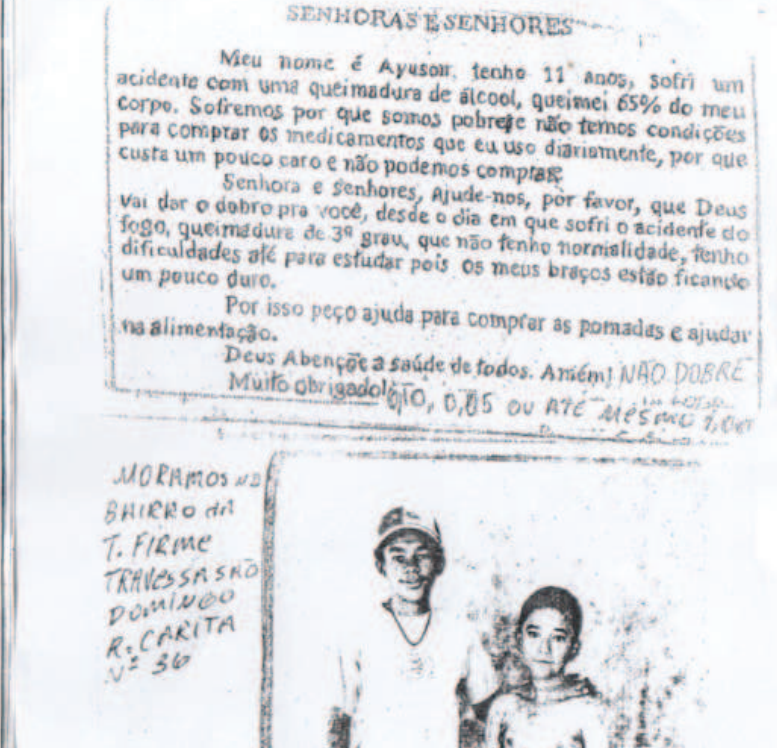 SENHORAS E SENHORES
Meu nome é Ayusom, tenho 11 anos, sofri um
acidente com uma queimadura de álcool, queimei 65% do meu
corpo. Sofremos por que somos pobre e não temos condições
para comprar os medicamentos que eu uso diariamente, por que
custa um pouco caro e não podemos comprar.
Senhora e Senhores, Ajude-nos, por favor, que Deus
Vai dar o dobro pra você, desde o dia em que sofri o acidente do
fogo, queimadura de 3º grau, que não tenho normalidade, tenho
dificuldades até para estudar pois os meus braços estão ficando
um pouco duro.
Por isso peço ajuda para comprar as pomadas e ajudar
na alimentação.
Deus Abençõe a saúde de todos. Amém! NÃO DOBRE
Muito obrigado! 0,10, 0,05 OU ATÉ MESMO 1,00
MORAMOS NO
BAIRRO dA
T. FIRME
TRAVESSA SÃO
DOMINGO
R. CARITA
Nº 36